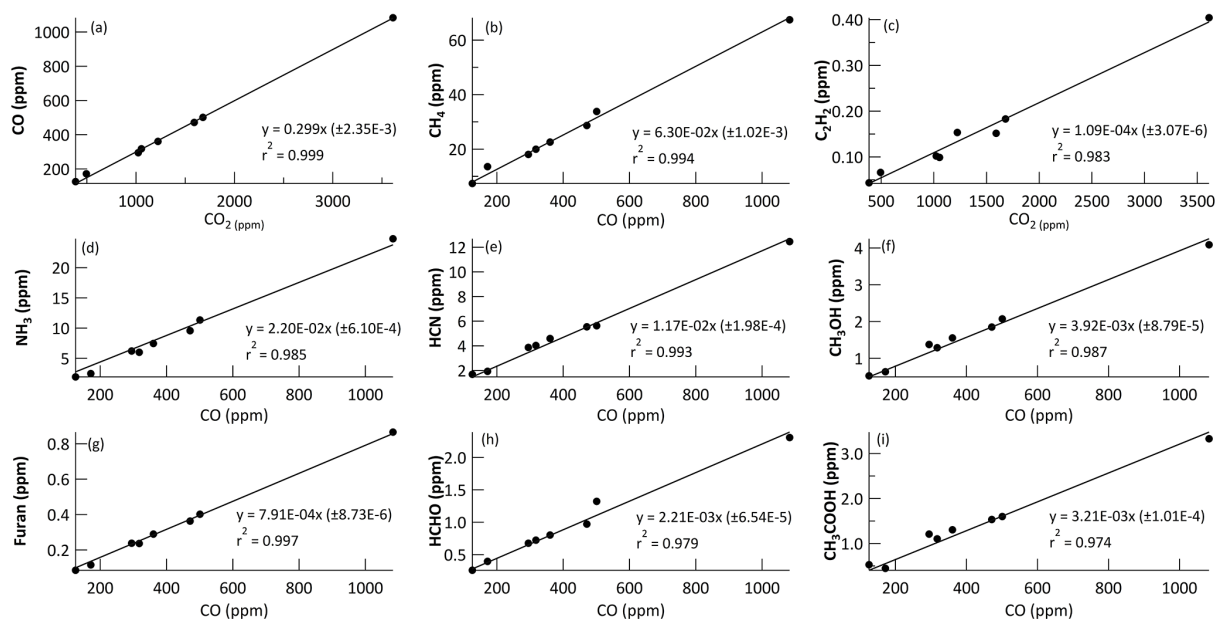 (a)
CO (ppm)
1000
800
600
400
200
y = 0.299x (±2.35E-3)
r² = 0.999
1000
2000
3000
CO₂ (ppm)
(b)
CH₄ (ppm)
60
40
20
y = 6.30E-02x (±1.02E-3)
r² = 0.994
200
400
600
800
1000
CO (ppm)
(c)
C₂H₂ (ppm)
0.40
0.30
0.20
0.10
y = 1.09E-04x (±3.07E-6)
r² = 0.983
500
1000
1500
2000
2500
3000
3500
CO₂ (ppm)
(d)
NH₃ (ppm)
20
15
10
5
y = 2.20E-02x (±6.10E-4)
r² = 0.985
200
400
600
800
1000
CO (ppm)
(e)
HCN (ppm)
12
10
8
6
4
2
y = 1.17E-02x (±1.98E-4)
r² = 0.993
200
400
600
800
1000
CO (ppm)
(f)
CH₃OH (ppm)
4
3
2
1
y = 3.92E-03x (±8.79E-5)
r² = 0.987
200
400
600
800
1000
CO (ppm)
(g)
Furan (ppm)
0.8
0.6
0.4
0.2
y = 7.91E-04x (±8.73E-6)
r² = 0.997
200
400
600
800
1000
CO (ppm)
(h)
HCHO (ppm)
2.0
1.5
1.0
0.5
y = 2.21E-03x (±6.54E-5)
r² = 0.979
200
400
600
800
1000
CO (ppm)
(i)
CH₃COOH (ppm)
3.0
2.0
1.0
y = 3.21E-03x (±1.01E-4)
r² = 0.974
200
400
600
800
1000
CO (ppm)